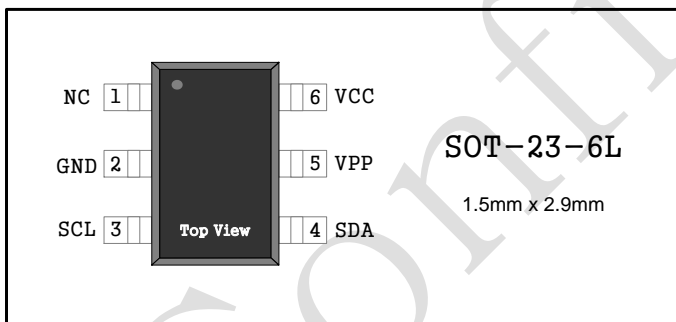 NC 1 6 VCC
GND 2 5 VPP
SCL 3 Top View 4 SDA
SOT-23-6L
1.5mm x 2.9mm
Confi